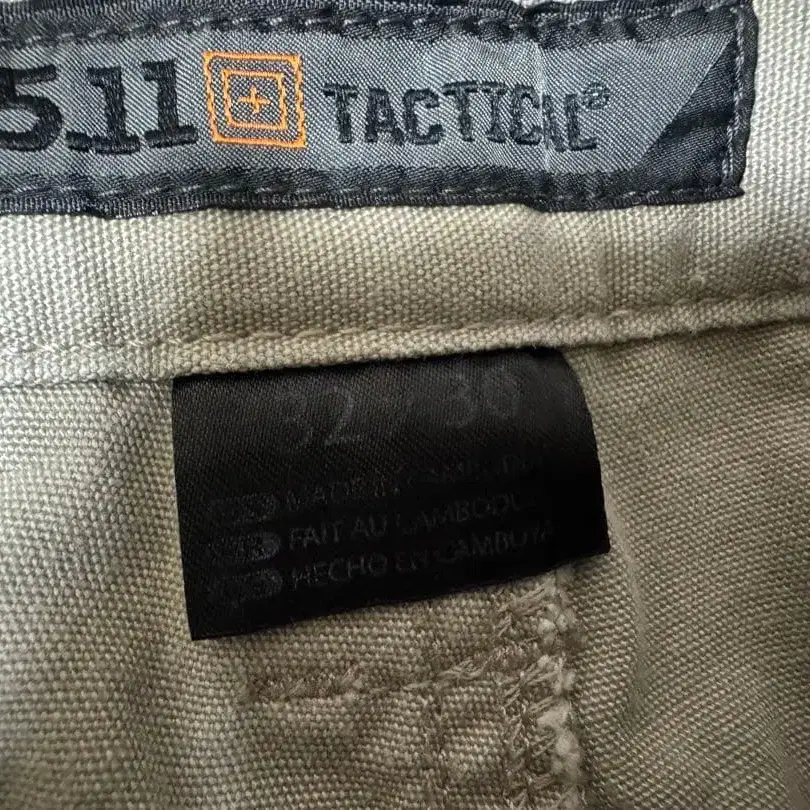 5.11 TACTICAL®
32 30
MADE IN CAMBODIA
FAIT AU CAMBODGE
HECHO EN CAMBOYA